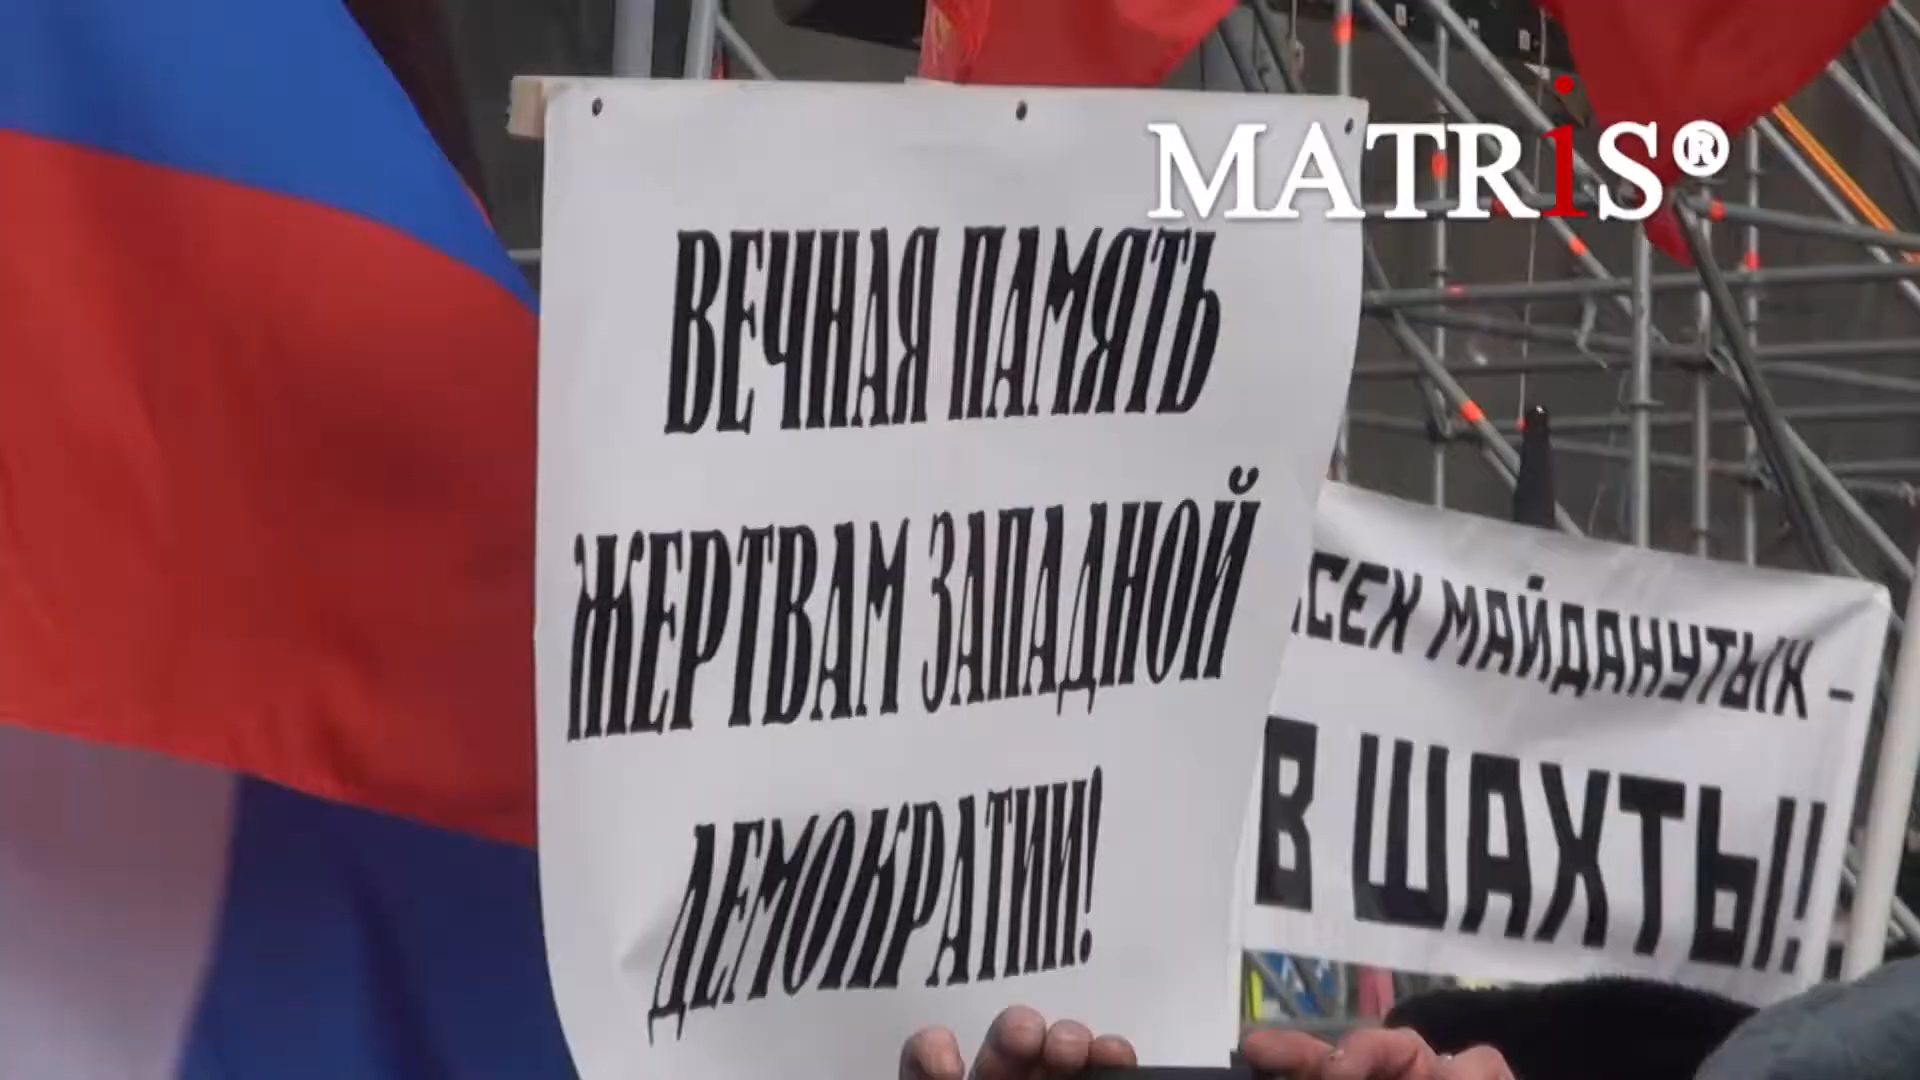 MATRiS®
ВЕЧНАЯ ПАМЯТЬ
ЖЕРТВАМ ЗАПАДНОЙ
ДЕМОКРАТИИ!
МАЙДАНУТЫХ –
В ШАХТЫ!